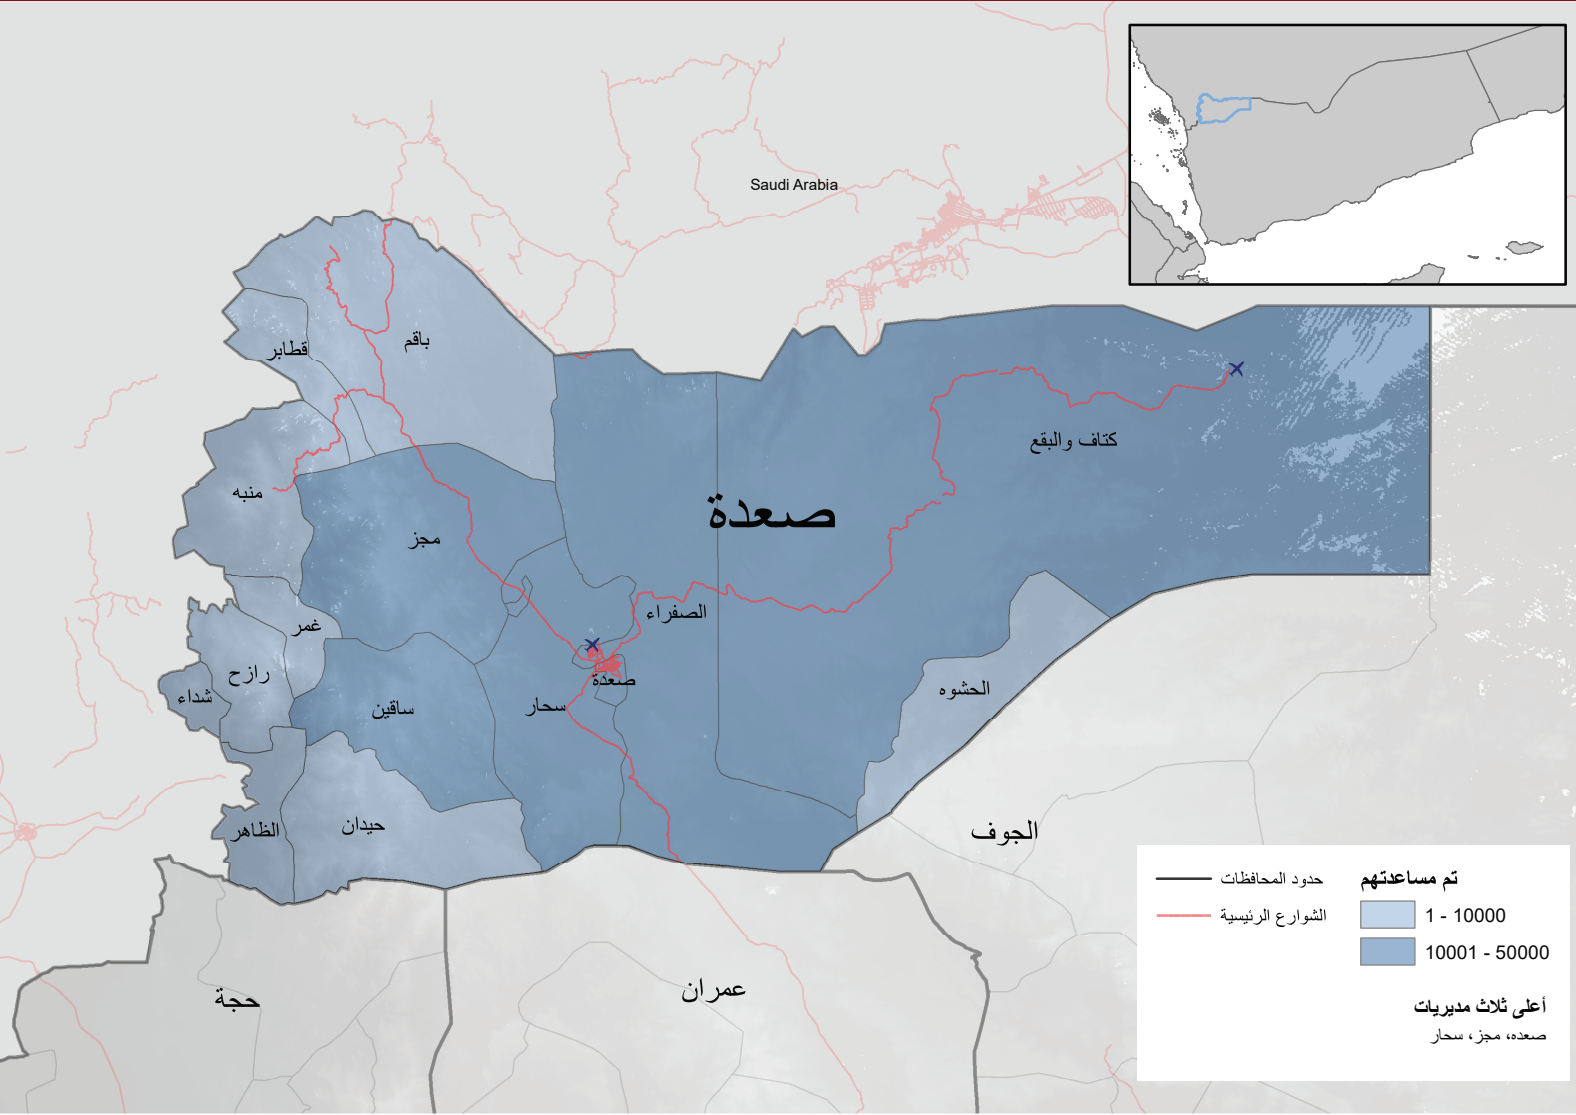 Saudi Arabia
باقم
قطابر
كتاف والبقع
منبه
صعدة
مجز
الصفراء
غمر
رازح
صعدة
الحشوه
شداء
ساقين
سحار
حيدان
الظاهر
الجوف
عمران
حجة
تم مساعدتهم
1 - 10000
10001 - 50000
حدود المحافظات
الشوارع الرئيسية
أعلى ثلاث مديريات
صعده، مجز، سحار